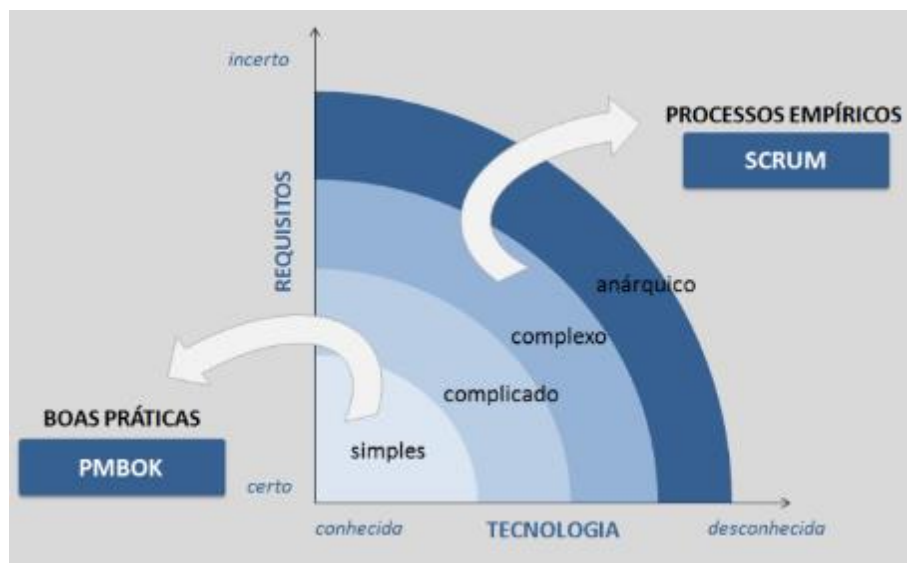 incerto
PROCESSOS EMPÍRICOS
SCRUM
REQUISITOS
anárquico
complexo
complicado
BOAS PRÁTICAS
simples
PMBOK
certo
conhecida
TECNOLOGIA
desconhecida